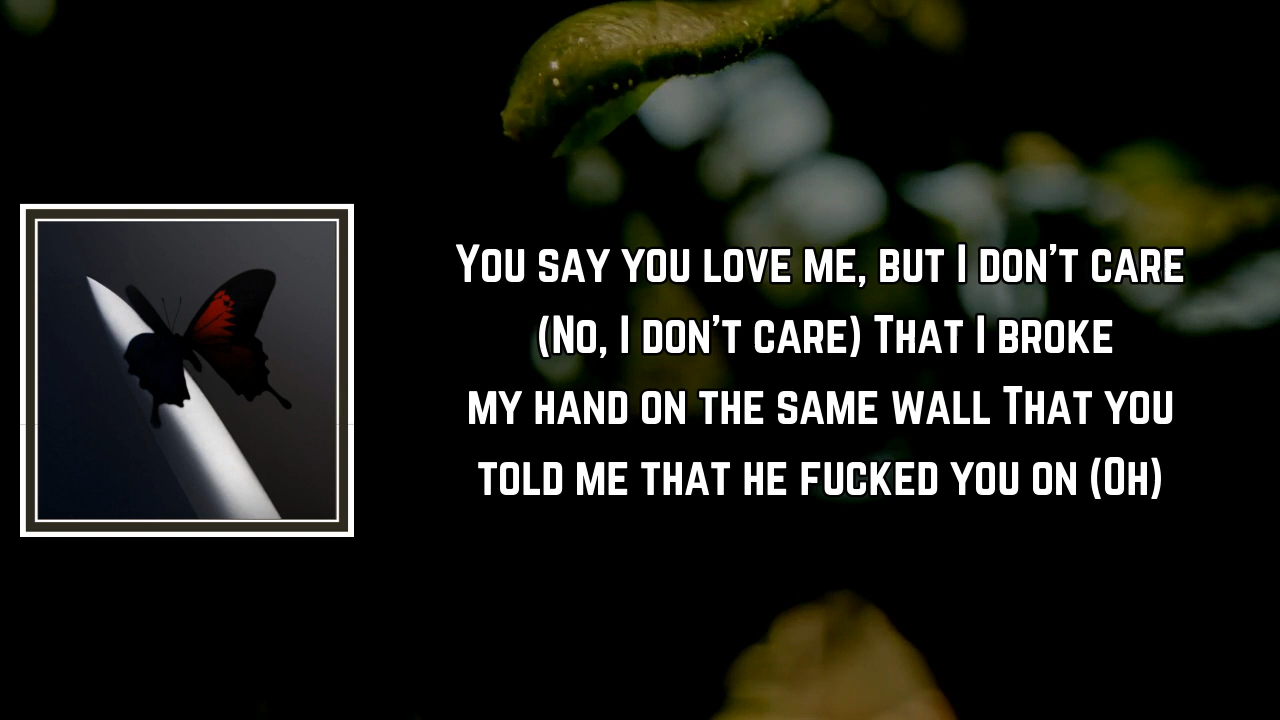 You say you love me, but I don't care
(No, I don't care) That I broke
my hand on the same wall That you
told me that he fucked you on (Oh)